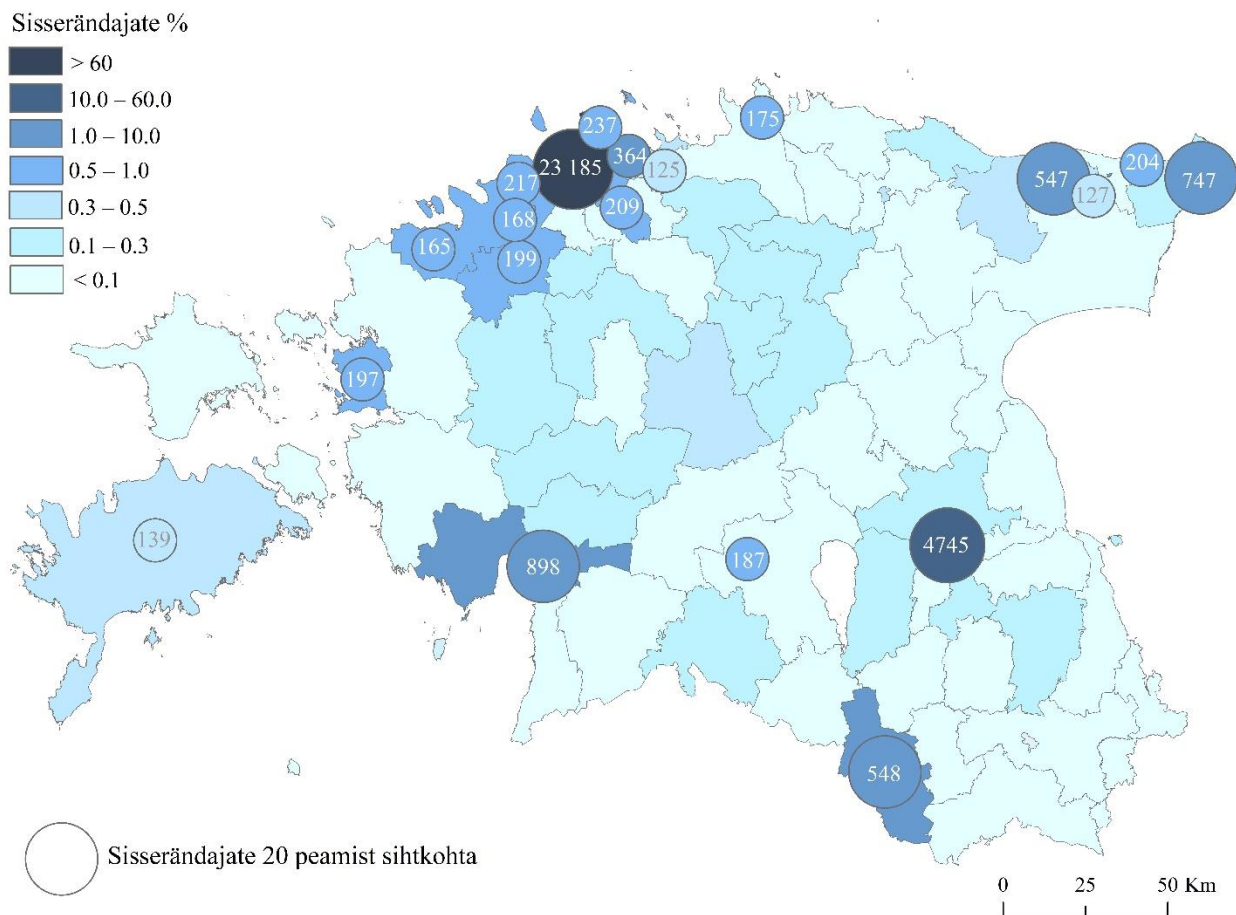 Sisserändajate %
> 60
10.0 – 60.0
1.0 – 10.0
0.5 – 1.0
0.3 – 0.5
0.1 – 0.3
< 0.1
237
175
23 185
364
125
217
547
204
747
127
168
209
165
199
197
139
898
187
4745
548
Sisserändajate 20 peamist sihtkohta
0 25 50 Km